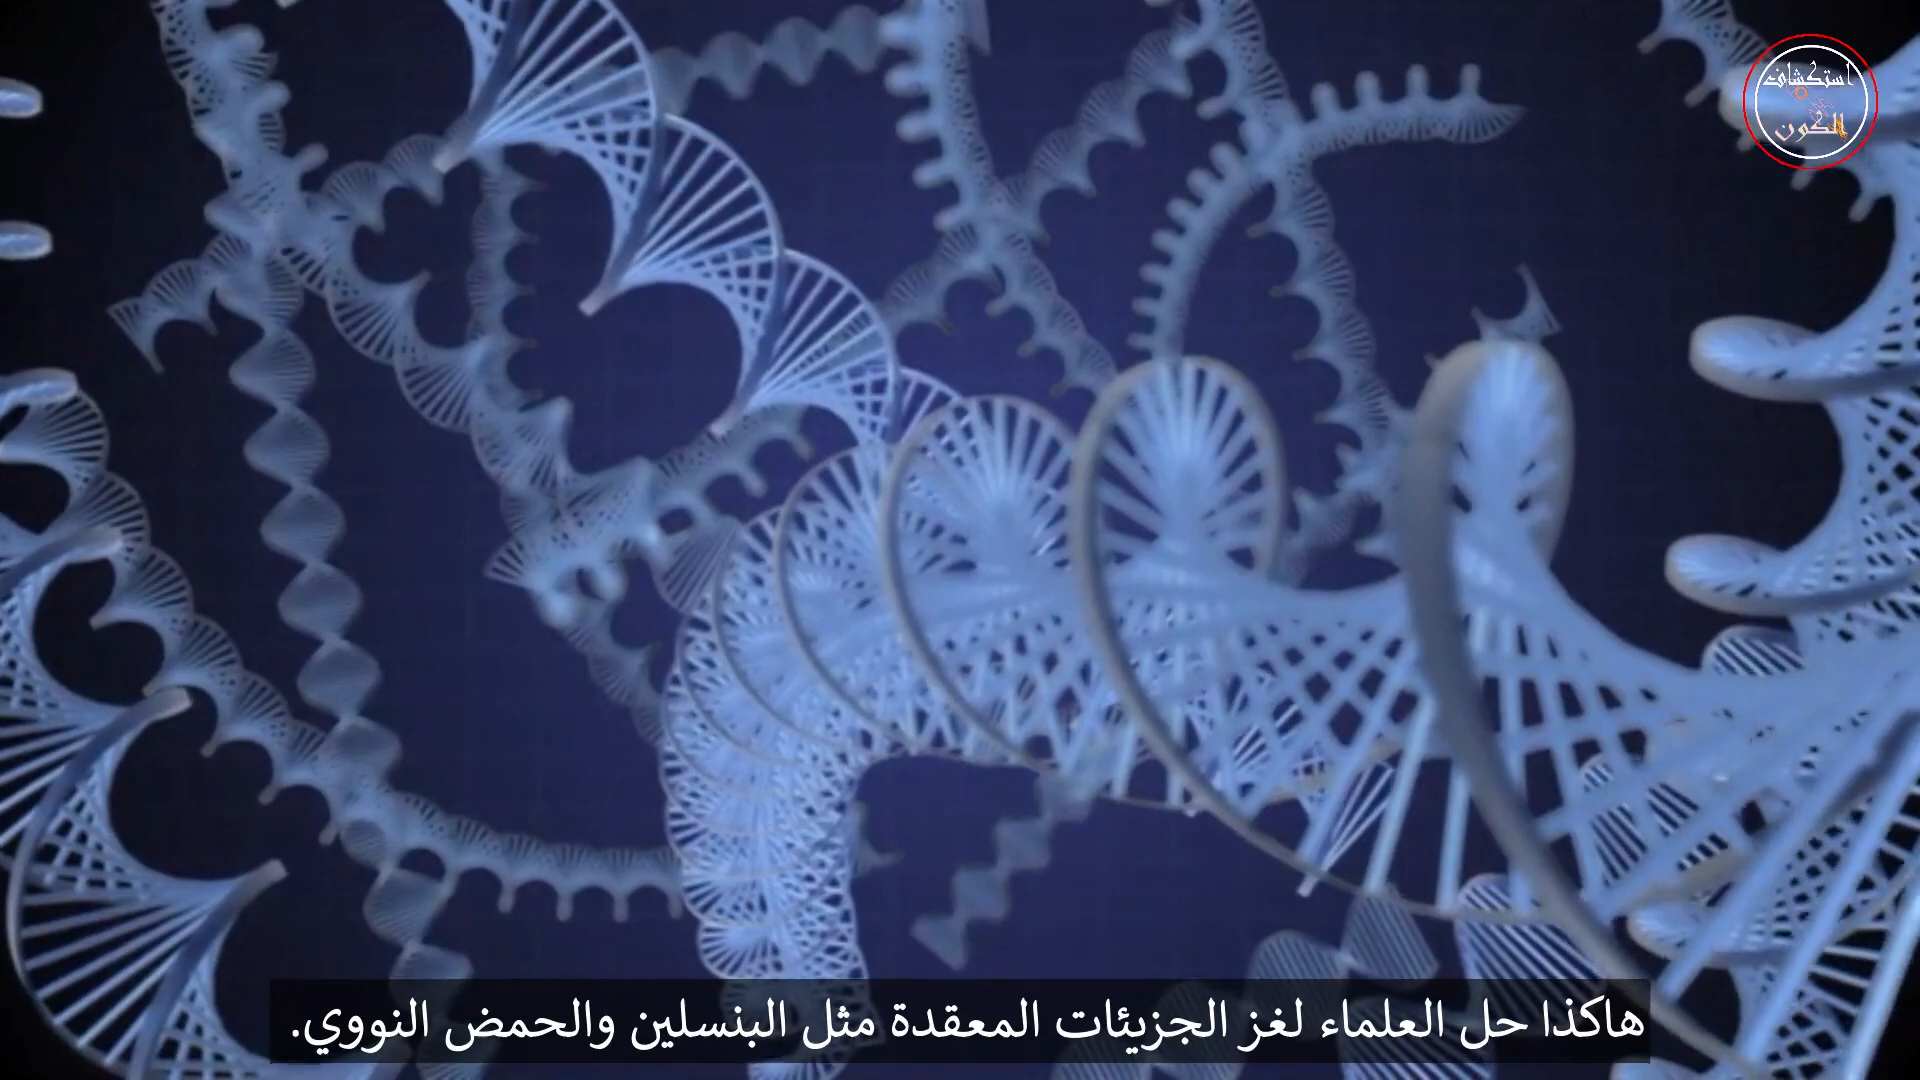 استكشاف
الكون
هاكذا حل العلماء لغز الجزيئات المعقدة مثل البنسلين والحمض النووي.